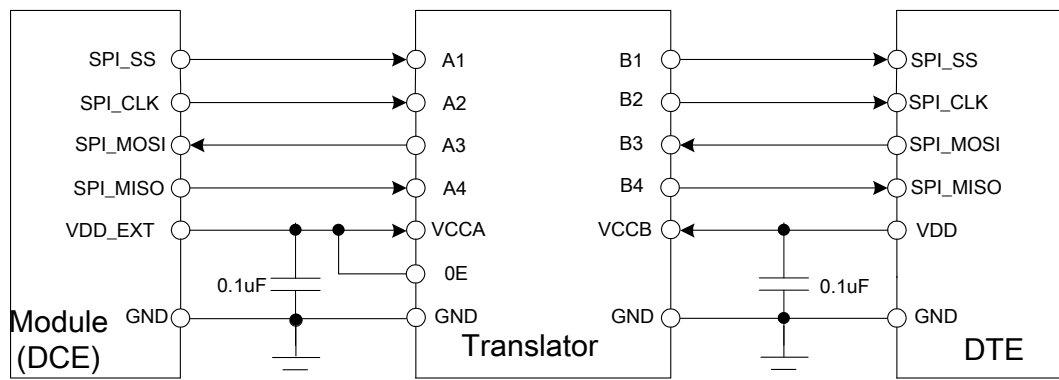 SPI_SS A1 B1 SPI_SS
SPI_CLK A2 B2 SPI_CLK
SPI_MOSI A3 B3 SPI_MOSI
SPI_MISO A4 B4 SPI_MISO
VDD_EXT VCCA VCCB VDD
0E
0.1uF 0.1uF
GND GND GND GND
Module
(DCE)
Translator
DTE